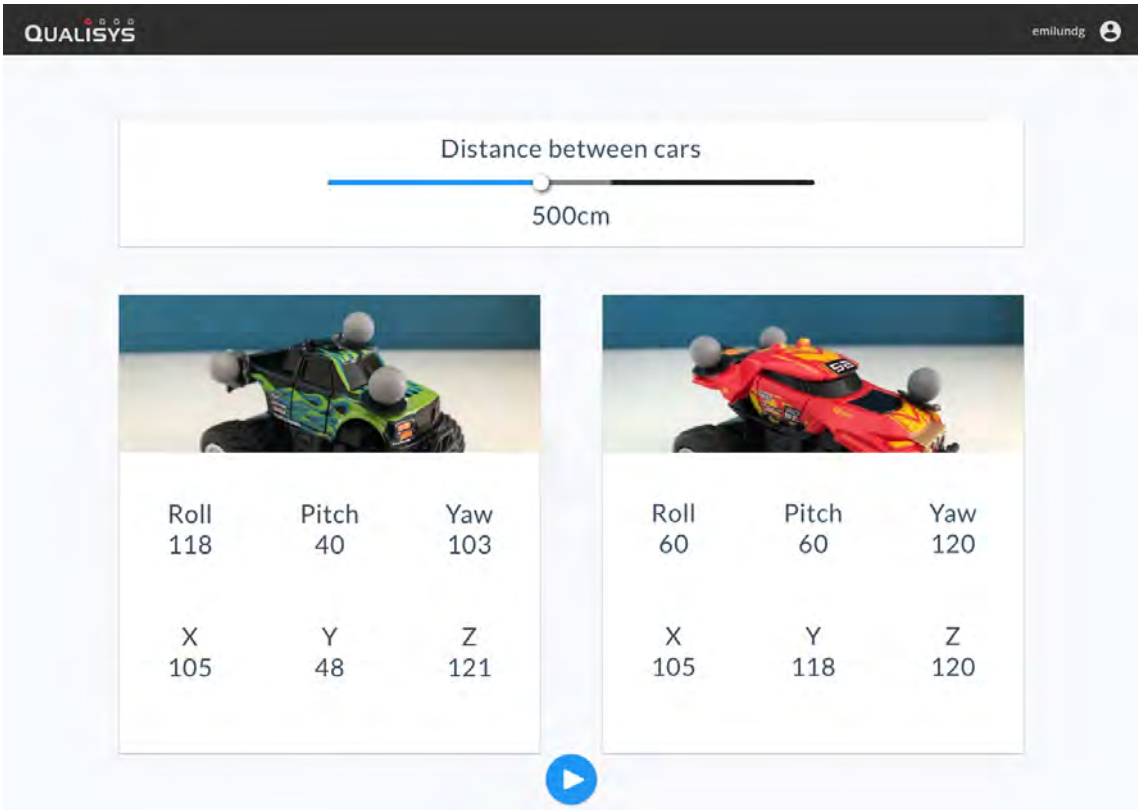 QUALISYS
emilundg
Distance between cars
500cm
58
Roll Pitch Yaw
118 40 103
X Y Z
105 48 121
Roll Pitch Yaw
60 60 120
X Y Z
105 118 120